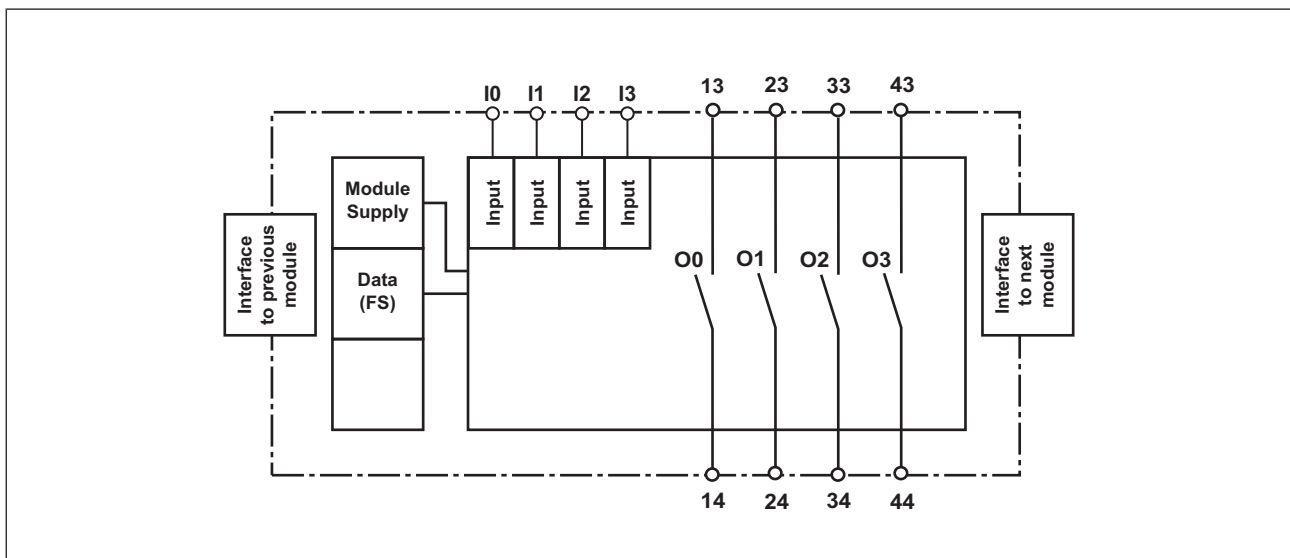 I0 I1 I2 I3 13 23 33 43
Module
Supply
Input
Input
Input
Input
Interface
to previous
module
Data
(FS)
O0 O1 O2 O3
Interface
to next
module
14 24 34 44